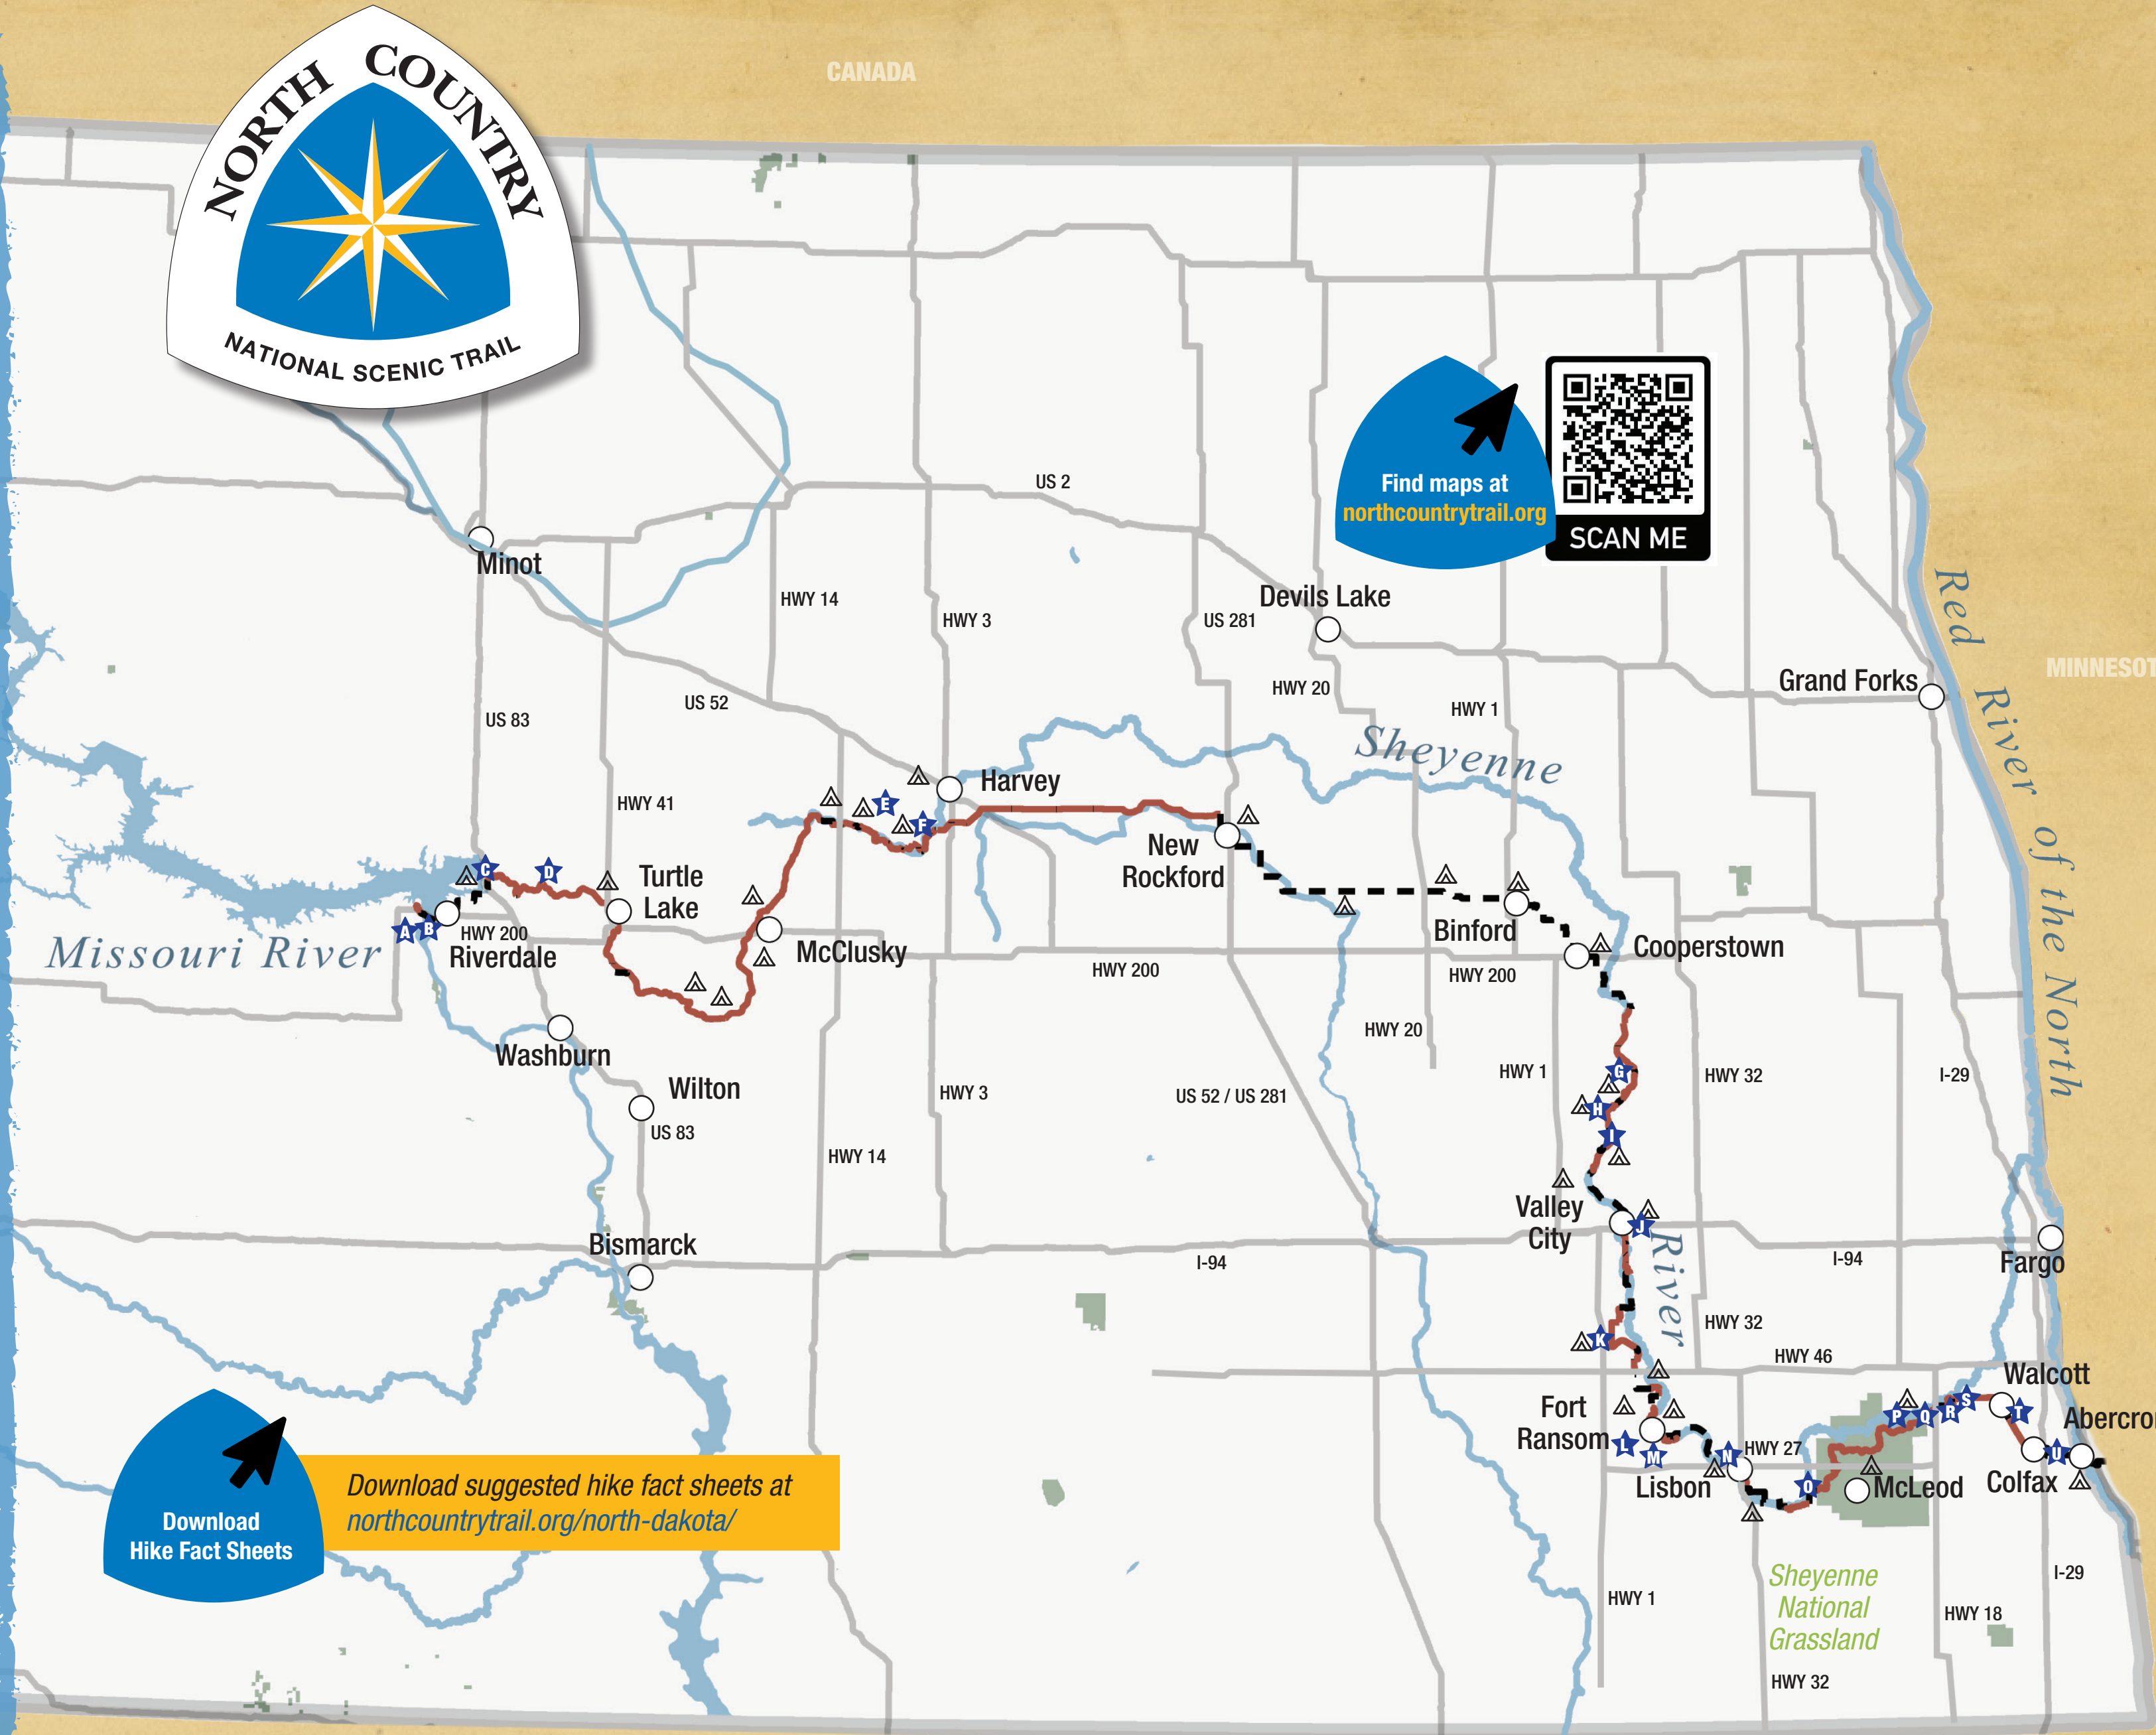 CANADA
NORTH COUNTRY
NATIONAL SCENIC TRAIL
US 2
Find maps at
northcountrytrail.org
SCAN ME
Minot
HWY 14
HWY 3
US 281
Devils Lake
Red River of the North
MINNESOT
Grand Forks
HWY 20
HWY 1
US 52
US 83
Sheyenne
Harvey
HWY 41
E
F
New
Rockford
C
D
Turtle
Lake
A
B
HWY 200
Riverdale
Missouri River
McClusky
Binford
Cooperstown
HWY 200
HWY 200
HWY 20
Washburn
Wilton
US 83
HWY 3
US 52 / US 281
HWY 1
G
HWY 32
I-29
H
I
HWY 14
Valley
City
J
River
Bismarck
I-94
I-94
Fargo
HWY 32
K
HWY 46
Walcott
Fort
Ransom
L
M
N
HWY 27
P
Q
R
S
T
Abercro
U
Lisbon
O
McLeod
Colfax
Download
Hike Fact Sheets
Download suggested hike fact sheets at
northcountrytrail.org/north-dakota/
Sheyenne
National
Grassland
HWY 1
HWY 18
I-29
HWY 32